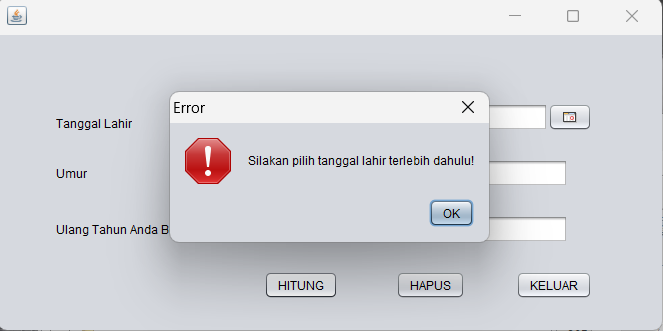 Error
Silakan pilih tanggal lahir terlebih dahulu!
OK
Tanggal Lahir
Umur
Ulang Tahun Anda B
HITUNG
HAPUS
KELUAR